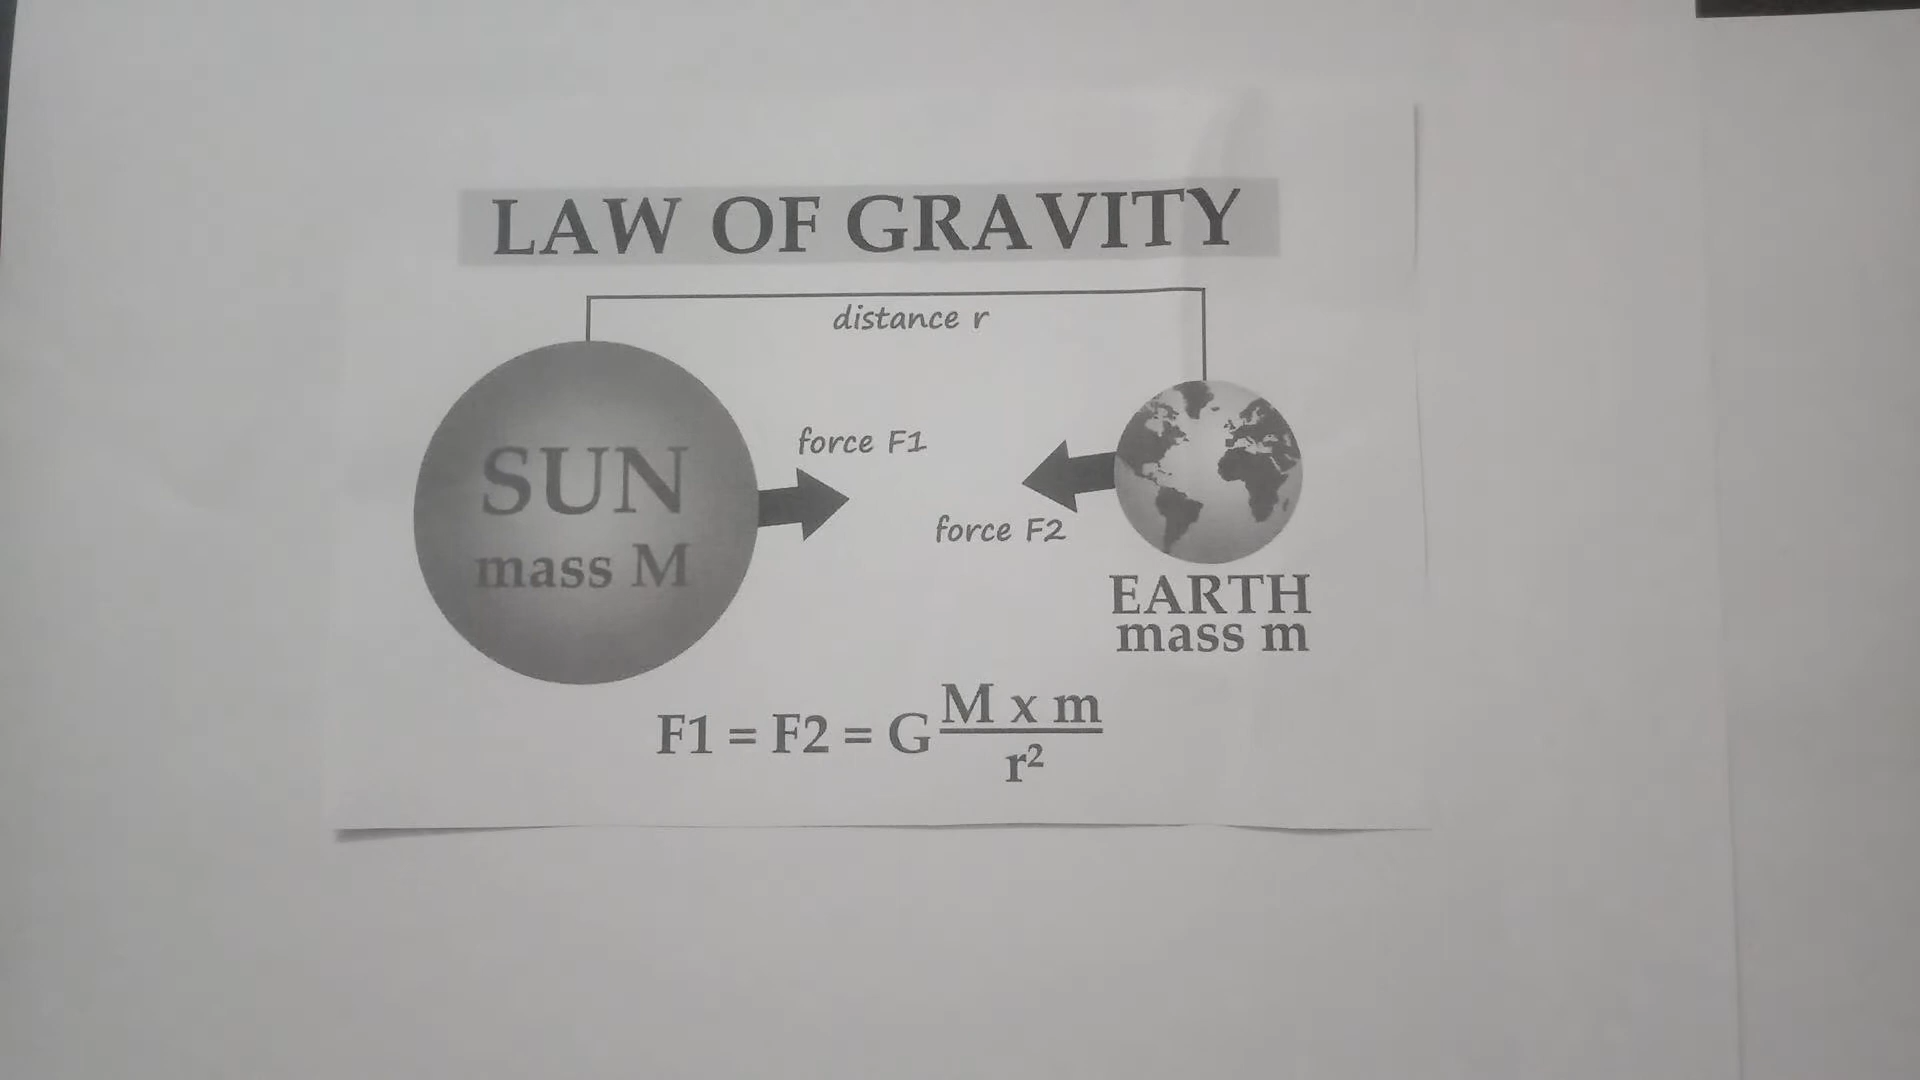 LAW OF GRAVITY
distance r
force F1
SUN
mass M
force F2
EARTH
mass m
F1 = F2 = G M x m
r²